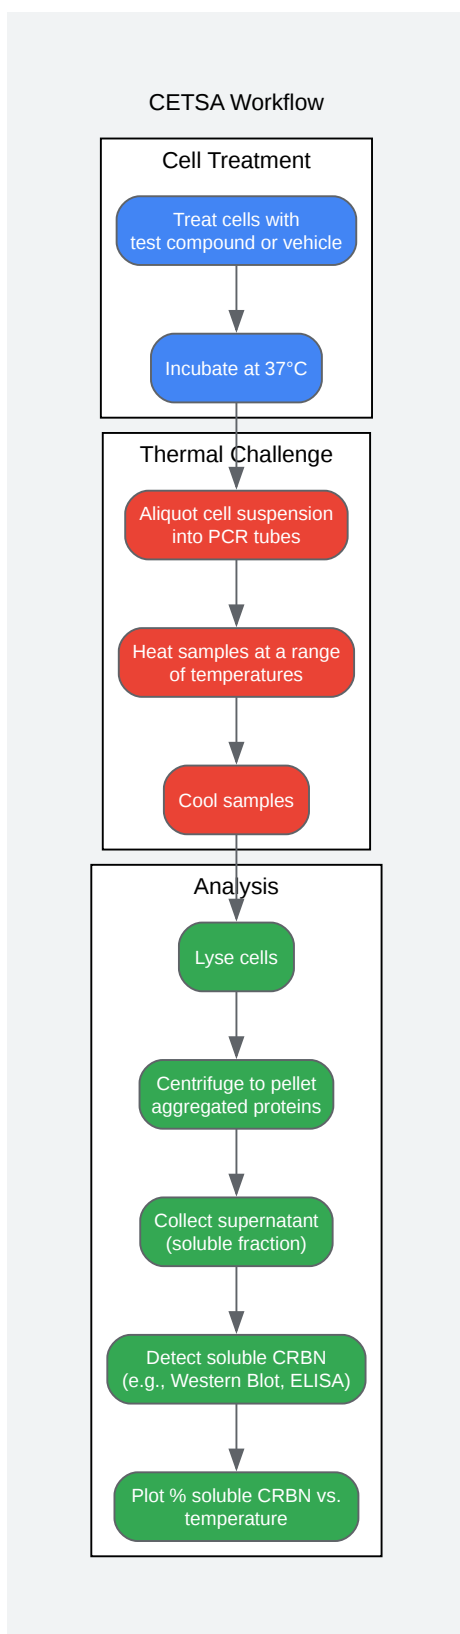 CETSA Workflow
Cell Treatment
Treat cells with
test compound or vehicle
Incubate at 37°C
Thermal Challenge
Aliquot cell suspension
into PCR tubes
Heat samples at a range
of temperatures
Cool samples
Analysis
Lyse cells
Centrifuge to pellet
aggregated proteins
Collect supernatant
(soluble fraction)
Detect soluble CRBN
(e.g., Western Blot, ELISA)
Plot % soluble CRBN vs.
temperature